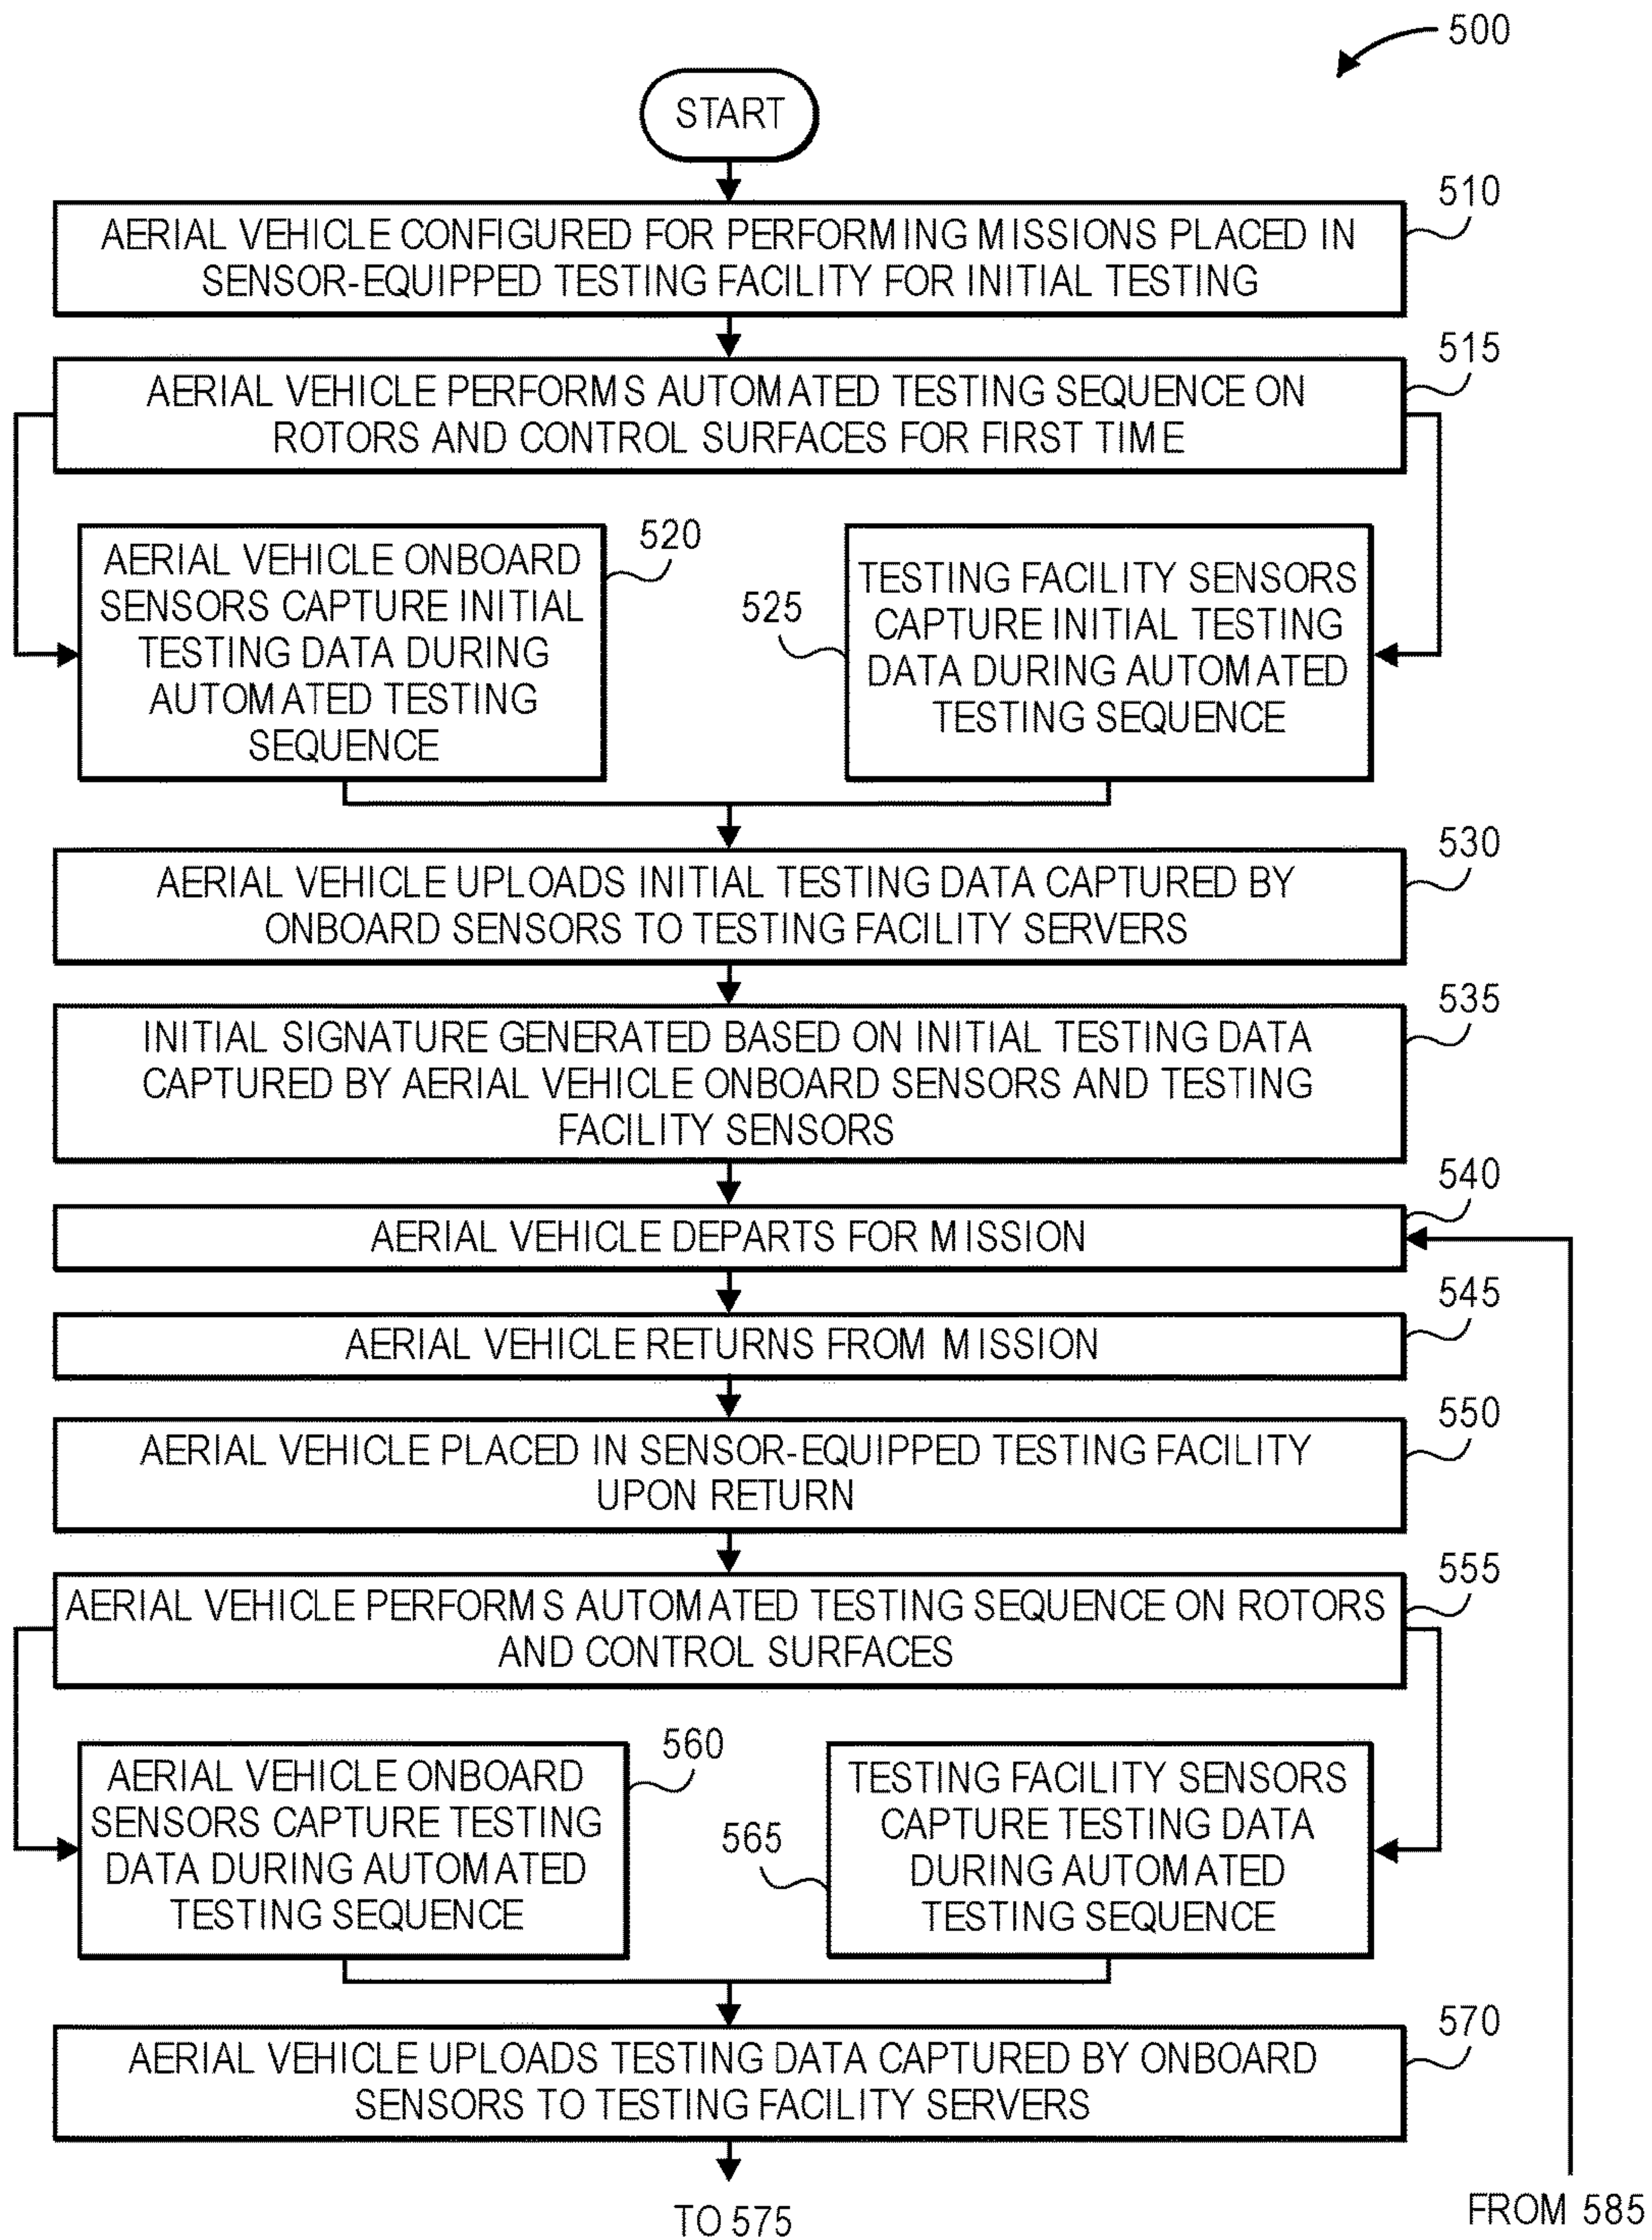 500
START
510
AERIAL VEHICLE CONFIGURED FOR PERFORMING MISSIONS PLACED IN
SENSOR-EQUIPPED TESTING FACILITY FOR INITIAL TESTING
515
AERIAL VEHICLE PERFORMS AUTOMATED TESTING SEQUENCE ON
ROTORS AND CONTROL SURFACES FOR FIRST TIME
520
AERIAL VEHICLE ONBOARD
SENSORS CAPTURE INITIAL
TESTING DATA DURING
AUTOMATED TESTING
SEQUENCE
525
TESTING FACILITY SENSORS
CAPTURE INITIAL TESTING
DATA DURING AUTOMATED
TESTING SEQUENCE
530
AERIAL VEHICLE UPLOADS INITIAL TESTING DATA CAPTURED BY
ONBOARD SENSORS TO TESTING FACILITY SERVERS
535
INITIAL SIGNATURE GENERATED BASED ON INITIAL TESTING DATA
CAPTURED BY AERIAL VEHICLE ONBOARD SENSORS AND TESTING
FACILITY SENSORS
540
AERIAL VEHICLE DEPARTS FOR MISSION
545
AERIAL VEHICLE RETURNS FROM MISSION
550
AERIAL VEHICLE PLACED IN SENSOR-EQUIPPED TESTING FACILITY
UPON RETURN
555
AERIAL VEHICLE PERFORMS AUTOMATED TESTING SEQUENCE ON ROTORS
AND CONTROL SURFACES
560
AERIAL VEHICLE ONBOARD
SENSORS CAPTURE TESTING
DATA DURING AUTOMATED
TESTING SEQUENCE
565
TESTING FACILITY SENSORS
CAPTURE TESTING DATA
DURING AUTOMATED
TESTING SEQUENCE
570
AERIAL VEHICLE UPLOADS TESTING DATA CAPTURED BY ONBOARD
SENSORS TO TESTING FACILITY SERVERS
TO 575
FROM 585